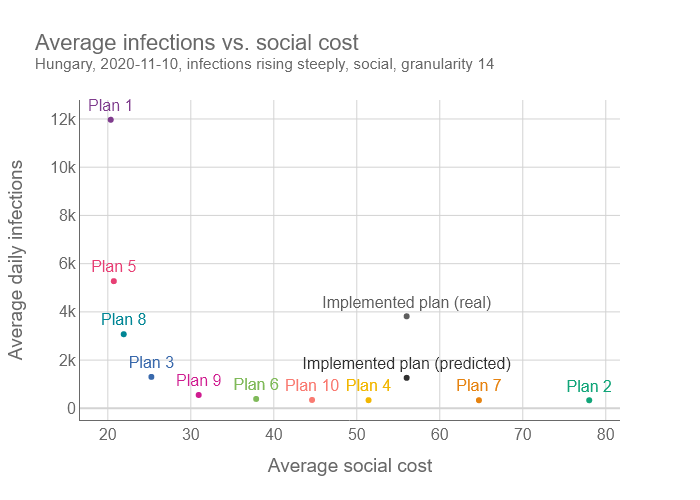 Average infections vs. social cost
Hungary, 2020-11-10, infections rising steeply, social, granularity 14
Plan 1
12k
10k
8k
6k
4k
2k
0
Average daily infections
Plan 5
Implemented plan (real)
Plan 8
Plan 3
Implemented plan (predicted)
Plan 9
Plan 6
Plan 10
Plan 4
Plan 7
Plan 2
20
30
40
50
60
70
80
Average social cost